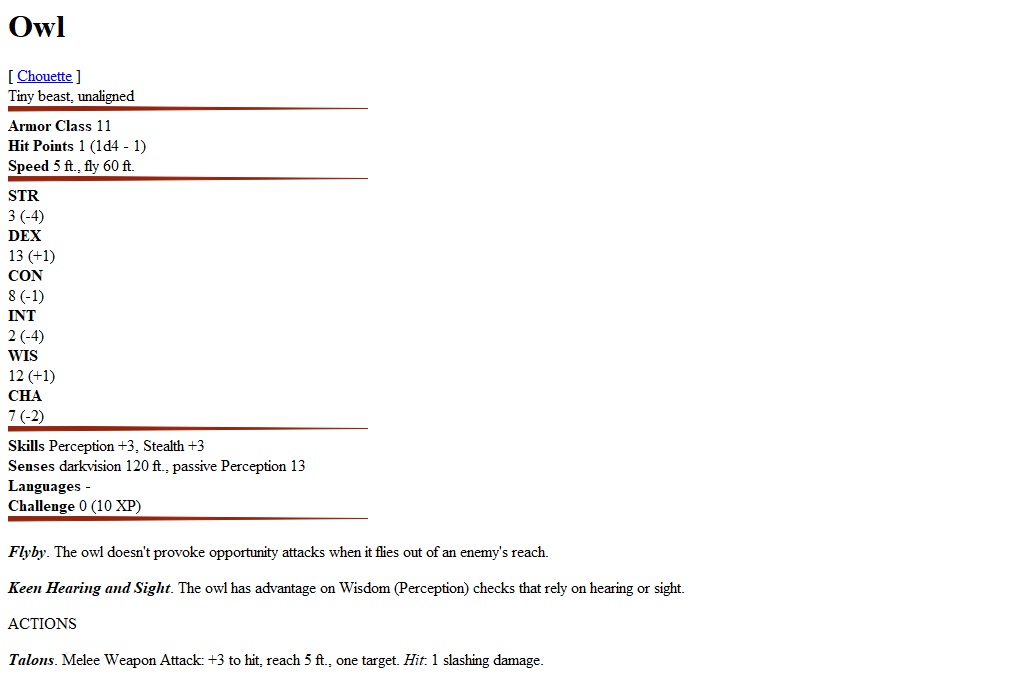 Owl
[ Chouette ]
Tiny beast, unaligned
Armor Class 11
Hit Points 1 (1d4 - 1)
Speed 5 ft., fly 60 ft.
STR
3 (-4)
DEX
13 (+1)
CON
8 (-1)
INT
2 (-4)
WIS
12 (+1)
CHA
7 (-2)
Skills Perception +3, Stealth +3
Senses darkvision 120 ft., passive Perception 13
Languages -
Challenge 0 (10 XP)
Flyby. The owl doesn't provoke opportunity attacks when it flies out of an enemy's reach.
Keen Hearing and Sight. The owl has advantage on Wisdom (Perception) checks that rely on hearing or sight.
ACTIONS
Talons. Melee Weapon Attack: +3 to hit, reach 5 ft., one target. Hit: 1 slashing damage.